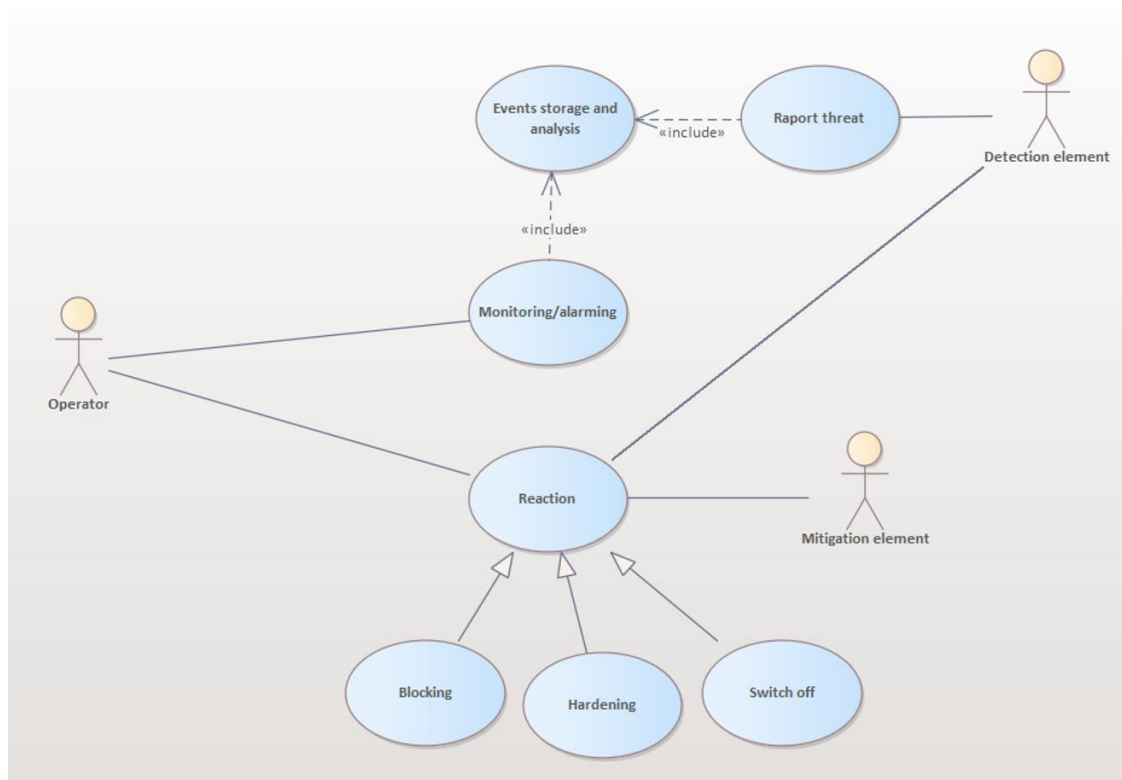 Events storage and
analysis
Raport threat
«include»
Detection element
«include»
Monitoring/alarming
Operator
Reaction
Mitigation element
Blocking
Hardening
Switch off